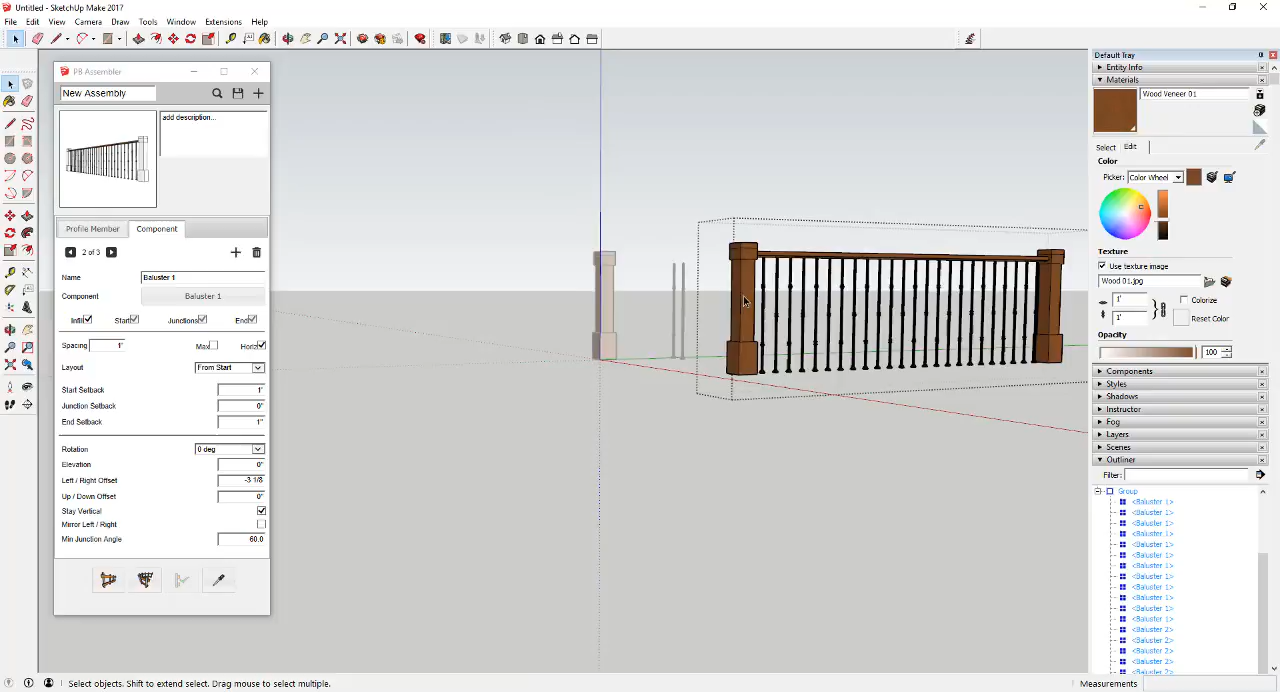 Untitled - SketchUp Make 2017
File Edit View Camera Draw Tools Window Extensions Help
PB Assembler
New Assembly
add description...
Profile Member Component
2 of 3
Name Baluster 1
Component Baluster 1
Infill Start Junctions End
Spacing 1' Max Horiz
Layout From Start
Start Setback 1"
Junction Setback 0"
End Setback 1"
Rotation 0 deg
Elevation 0"
Left / Right Offset -3 1/8
Up / Down Offset 0"
Stay Vertical
Mirror Left / Right
Min Junction Angle 60.0
Default Tray
Entity Info
Materials
Wood Veneer 01
Select Edit
Color
Picker: Color Wheel
Texture
Use texture image
Wood 01.jpg
1' Colorize
1' Reset Color
Opacity
100
Components
Styles
Shadows
Instructor
Fog
Layers
Scenes
Outliner
Filter:
Group
<Baluster 1>
<Baluster 1>
<Baluster 1>
<Baluster 1>
<Baluster 1>
<Baluster 1>
<Baluster 1>
<Baluster 1>
<Baluster 1>
<Baluster 1>
<Baluster 1>
<Baluster 1>
<Baluster 2>
<Baluster 2>
<Baluster 2>
<Baluster 2>
<Baluster 2>
Select objects. Shift to extend select. Drag mouse to select multiple.
Measurements